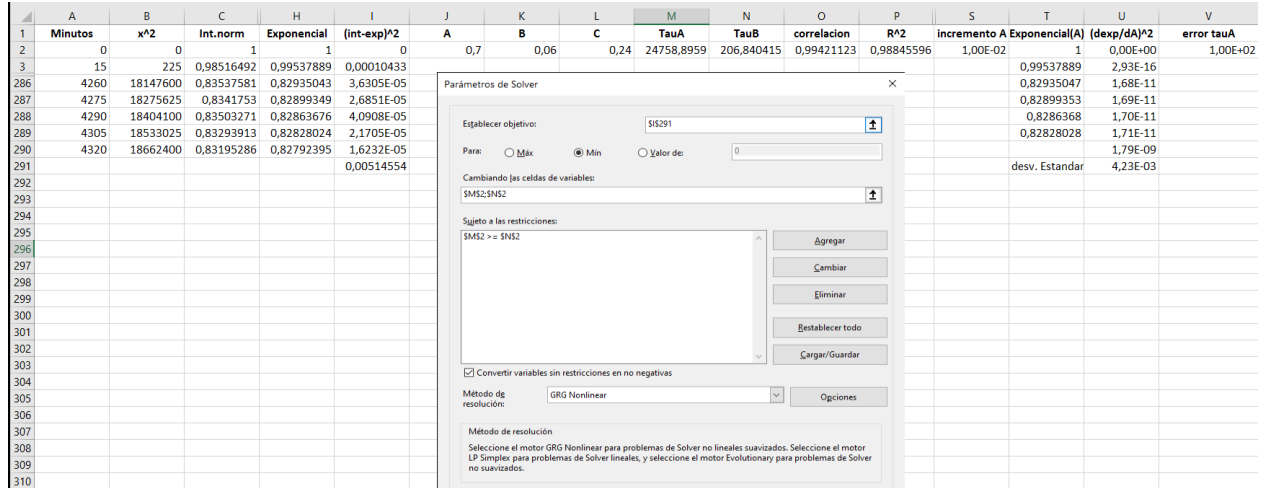 A B C H I J K L M N O P S T U V
1 Minutos x^2 Int.norm Exponencial (int-exp)^2 A B C TauA TauB correlacion R^2 incremento A Exponencial(A) (dexp/dA)^2 error tauA
2 0 0 1 1 0 0,7 0,06 0,24 24758,8959 206,840415 0,99421123 0,98845596 1,00E-02 1 0,00E+00 1,00E+02
3 15 225 0,98516492 0,99537889 0,00010433 0,99537889 2,93E-16
286 4260 18147600 0,83537581 0,82935043 3,6305E-05 0,82935047 1,68E-11
287 4275 18275625 0,8341753 0,82899349 2,6851E-05 0,82899353 1,69E-11
288 4290 18404100 0,83503271 0,82863676 4,0908E-05 0,8286368 1,70E-11
289 4305 18533025 0,83293913 0,82828024 2,1705E-05 0,82828028 1,71E-11
290 4320 18662400 0,83195286 0,82792395 1,6232E-05 1,79E-09
291 0,00514554 desv. Estandar 4,23E-03
292
293
294
295
296
297
298
299
300
301
302
303
304
305
306
307
308
309
310
Parámetros de Solver
Establecer objetivo: $I$291
Para: Máx Mín Valor de: 0
Cambiando las celdas de variables:
$M$2;$N$2
Sujeto a las restricciones:
$M$2 >= $N$2
Agregar
Cambiar
Eliminar
Restablecer todo
Cargar/Guardar
Convertir variables sin restricciones en no negativas
Método de resolución: GRG Nonlinear Opciones
Método de resolución
Seleccione el motor GRG Nonlinear para problemas de Solver no lineales suavizados. Seleccione el motor
LP Simplex para problemas de Solver lineales, y seleccione el motor Evolutionary para problemas de Solver
no suavizados.